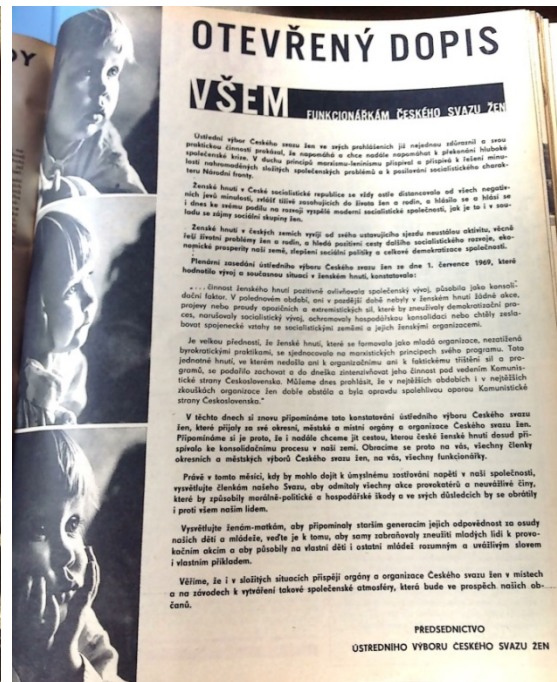 DY
OTEVŘENÝ DOPIS
VŠEM FUNKCIONÁŘKÁM ČESKÉHO SVAZU ŽEN
Ústřední výbor Českého svazu žen ve svých prohlášeních již nejednou zdůraznil a svou
praktickou činností prokázal, že napomáhá a chce nadále napomáhat k překonání hluboké
společenské krize. V duchu principů marxismu-leninismu přispíval a přispívá k řešení minu-
lostí nahromaděných složitých společenských problémů a k posilování socialistického charak-
teru Národní fronty.
Ženské hnutí v České socialistické republice se vždy ostře distancovalo od všech negativ-
ních jevů minulosti, zvlášť tíživě zasahujících do života žen a rodin, a hlásilo se a hlásí se
i dnes ke svému podílu na rozvoji vyspělé moderní socialistické společnosti, jak je to i v sou-
ladu se zájmy sociální skupiny žen.
Ženské hnutí v českých zemích vyvíjí od svého ustavujícího sjezdu neustálou aktivitu, věcně
řeší životní problémy žen a rodin, a hledá pozitivní cesty dalšího socialistického rozvoje, eko-
nomické prosperity naší země, zlepšení sociální politiky a celkové demokratizace společnosti.
Plenární zasedání ústředního výboru Českého svazu žen ze dne 1. července 1969, které
hodnotilo vývoj a současnou situaci v ženském hnutí, konstatovalo:
„. . . činnost ženského hnutí pozitivně ovlivňovala společenský vývoj, působila jako konsoli-
dační faktor. V polednovém období, ani v pozdější době nebyly v ženském hnutí žádné akce,
projevy nebo proudy opozičních a extremistických sil, které by zneužívaly demokratizační pro-
ces, narušovaly socialistický vývoj, ochromovaly hospodářskou konsolidaci nebo chtěly zesla-
bovat spojenecké vztahy se socialistickými zeměmi a jejich ženskými organizacemi.
Je velkou předností, že ženské hnutí, které se formovalo jako mladá organizace, nezatížená
byrokratickými praktikami, se sjednocovalo na marxistických principech svého programu. Toto
jednotné hnutí, ve kterém nedošlo ani k organizačnímu ani k faktickému tříštění sil a pro-
gramů, se podařilo zachovat a do dneška zintenzivňovat jeho činnost pod vedením Komunis-
tické strany Československa. Můžeme dnes prohlásit, že v nejtěžších obdobích i v nejtěžších
zkouškách organizace žen dobře obstála a byla opravdu spolehlivou oporou Komunistické
strany Československa."
V těchto dnech si znovu připomínáme toto konstatování ústředního výboru Českého svazu
žen, které přijaly za své okresní, městské a místní orgány a organizace Českého svazu žen.
Připomínáme si je proto, že i nadále chceme jít cestou, kterou české ženské hnutí dosud při-
spívalo ke konsolidačnímu procesu v naší zemi. Obracíme se proto na vás, všechny členky
okresních a městských výborů Českého svazu žen, na vás, všechny funkcionářky.
Právě v tomto měsíci, kdy by mohlo dojít k úmyslnému zostřování napětí v naší společnosti,
vysvětlujte členkám našeho Svazu, aby odmítaly všechny akce provokatérů a neuvážlivé činy,
které by způsobily morálně-politické a hospodářské škody a ve svých důsledcích by se obrátily
i proti všem našim lidem.
Vysvětlujte ženám-matkám, aby připomínaly starším generacím jejich odpovědnost za osudy
našich dětí a mládeže, veďte je k tomu, aby samy zabraňovaly zneužití mladých lidí k provo-
kačním akcím a aby působily na vlastní děti i ostatní mládež rozumným a uvážlivým slovem
i vlastním příkladem.
Věříme, že i v složitých situacích přispějí orgány a organizace Českého svazu žen v místech
a na závodech k vytváření takové společenské atmosféry, která bude ve prospěch našich ob-
čanů.
PŘEDSEDNICTVO
ÚSTŘEDNÍHO VÝBORU ČESKÉHO SVAZU ŽEN